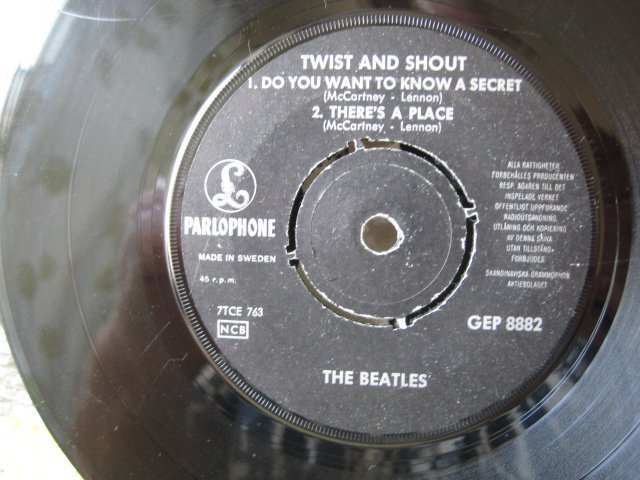 TWIST AND SHOUT
1. DO YOU WANT TO KNOW A SECRET
(McCartney - Lennon)
2. THERE'S A PLACE
(McCartney - Lennon)
£
PARLOPHONE
MADE IN SWEDEN
45 r.p.m.
7TCE 763
NCB
ALLA RÄTTIGHETER
FÖRBEHÅLLES PRODUCENTEN
RESP. ÄGAREN TILL DET
INSPELADE VERKET
OFFENTLIGT UPPFÖRANDE
RADIOUTSÄNDNING,
UTLÅNING OCH KOPIERING
AV DENNA SKIVA
UTAN TILLSTÅND
FÖRBJUDES
SKANDINAVISKA GRAMMOPHON
AKTIEBOLAGET
GEP 8882
THE BEATLES